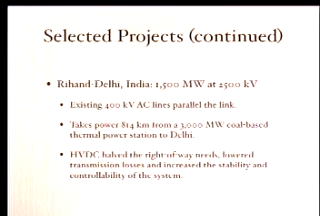 Selected Projects (continued)
• Rihand-Delhi, India: 1,500 MW at ±500 kV
• Existing 400 kV AC lines parallel the link.
• Takes power 814 km from a 3,000 MW coal-based
thermal power station to Delhi.
• HVDC halved the right-of-way needs, lowered
transmission losses and increased the stability and
controllability of the system.